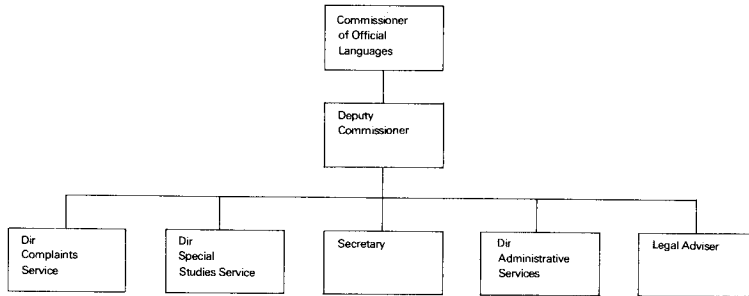 Commissioner
of Official
Languages
Deputy
Commissioner
Dir
Complaints
Service
Dir
Special
Studies Service
Secretary
Dir
Administrative
Services
Legal Adviser